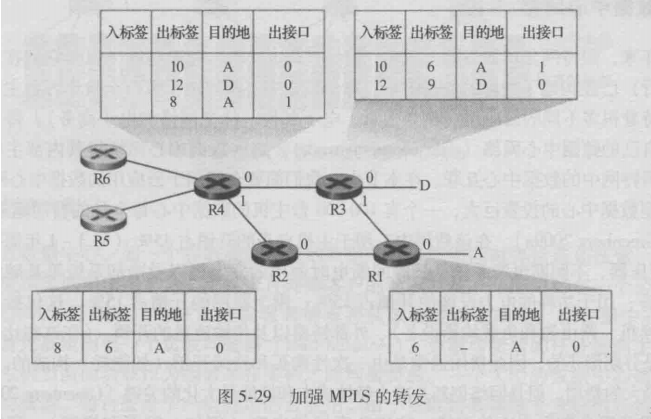 入标签 出标签 目的地 出接口
10 A 0
12 D 0
8 A 1
入标签 出标签 目的地 出接口
10 6 A 1
12 9 D 0
R6
R5
R4
0
1
R3
0
1
D
R2
0
R1
0
A
入标签 出标签 目的地 出接口
8 6 A 0
入标签 出标签 目的地 出接口
6 - A 0
图5-29 加强 MPLS 的转发